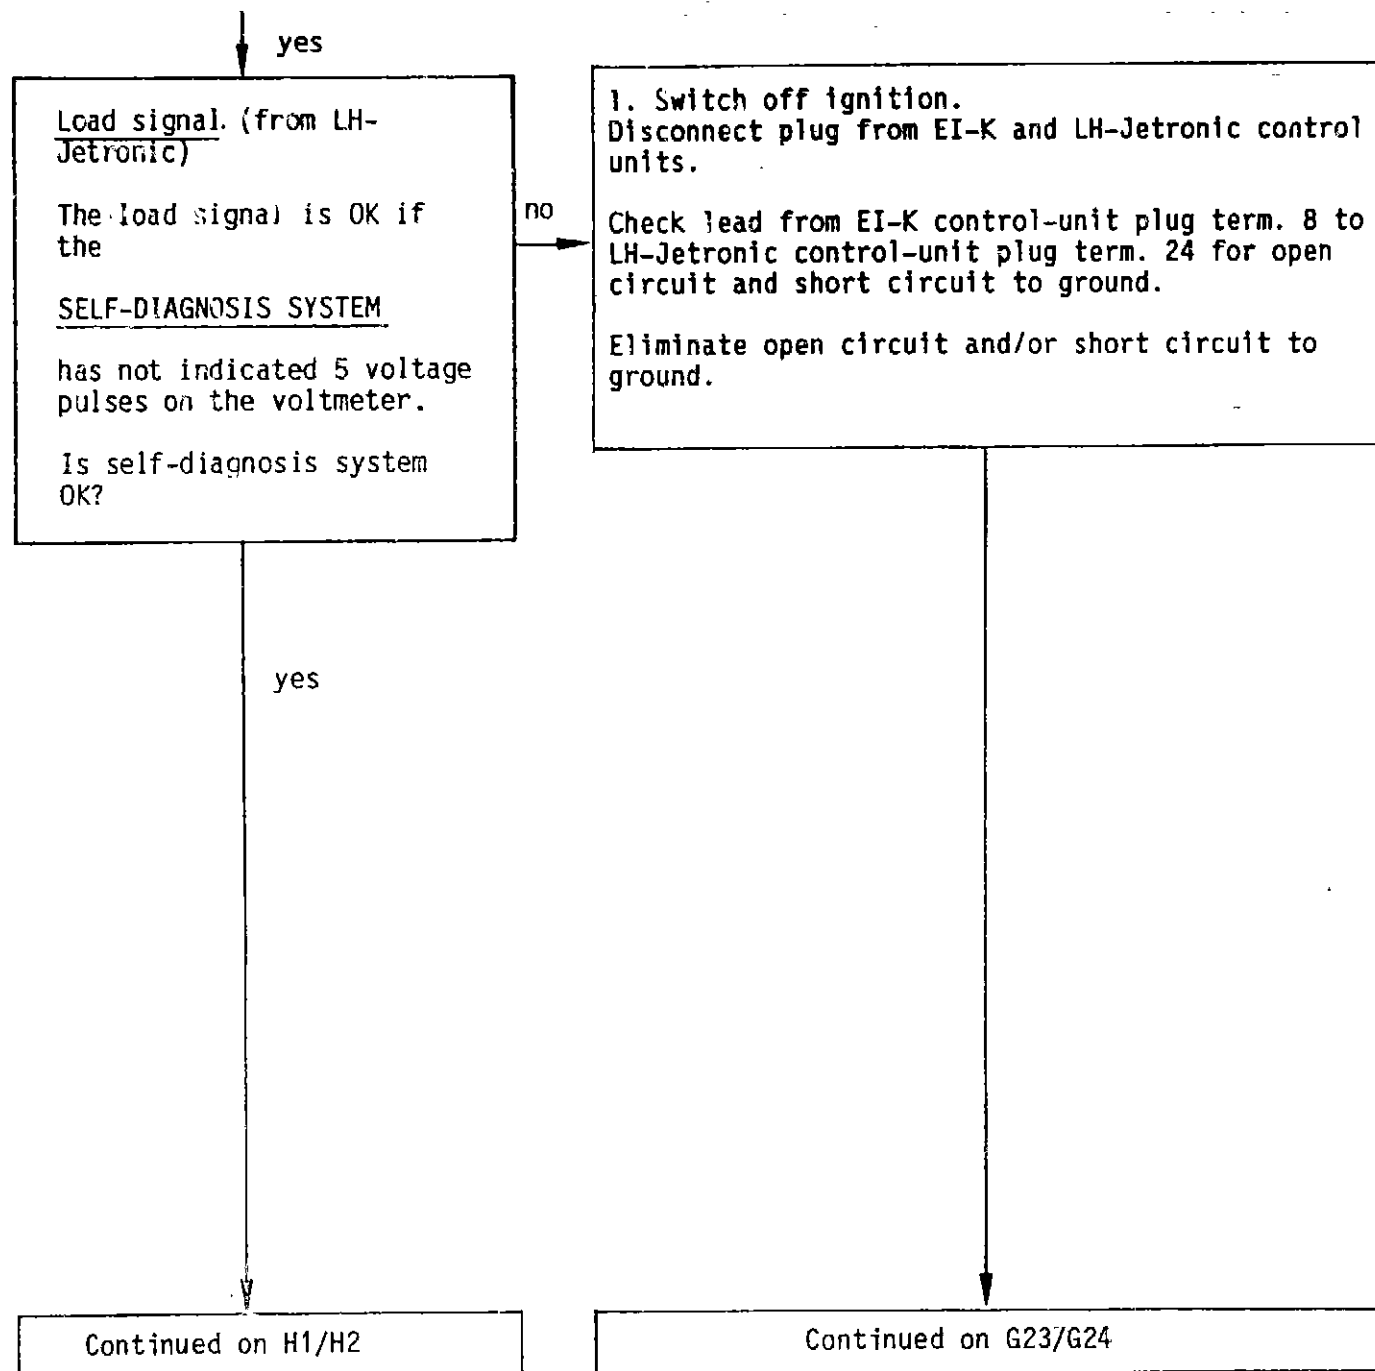 yes
Load signal. (from LH-
Jetronic)
The load signal is OK if
the
SELF-DIAGNOSIS SYSTEM
has not indicated 5 voltage
pulses on the voltmeter.
Is self-diagnosis system
OK?
no
1. Switch off ignition.
Disconnect plug from EI-K and LH-Jetronic control
units.
Check lead from EI-K control-unit plug term. 8 to
LH-Jetronic control-unit plug term. 24 for open
circuit and short circuit to ground.
Eliminate open circuit and/or short circuit to
ground.
yes
Continued on H1/H2
Continued on G23/G24